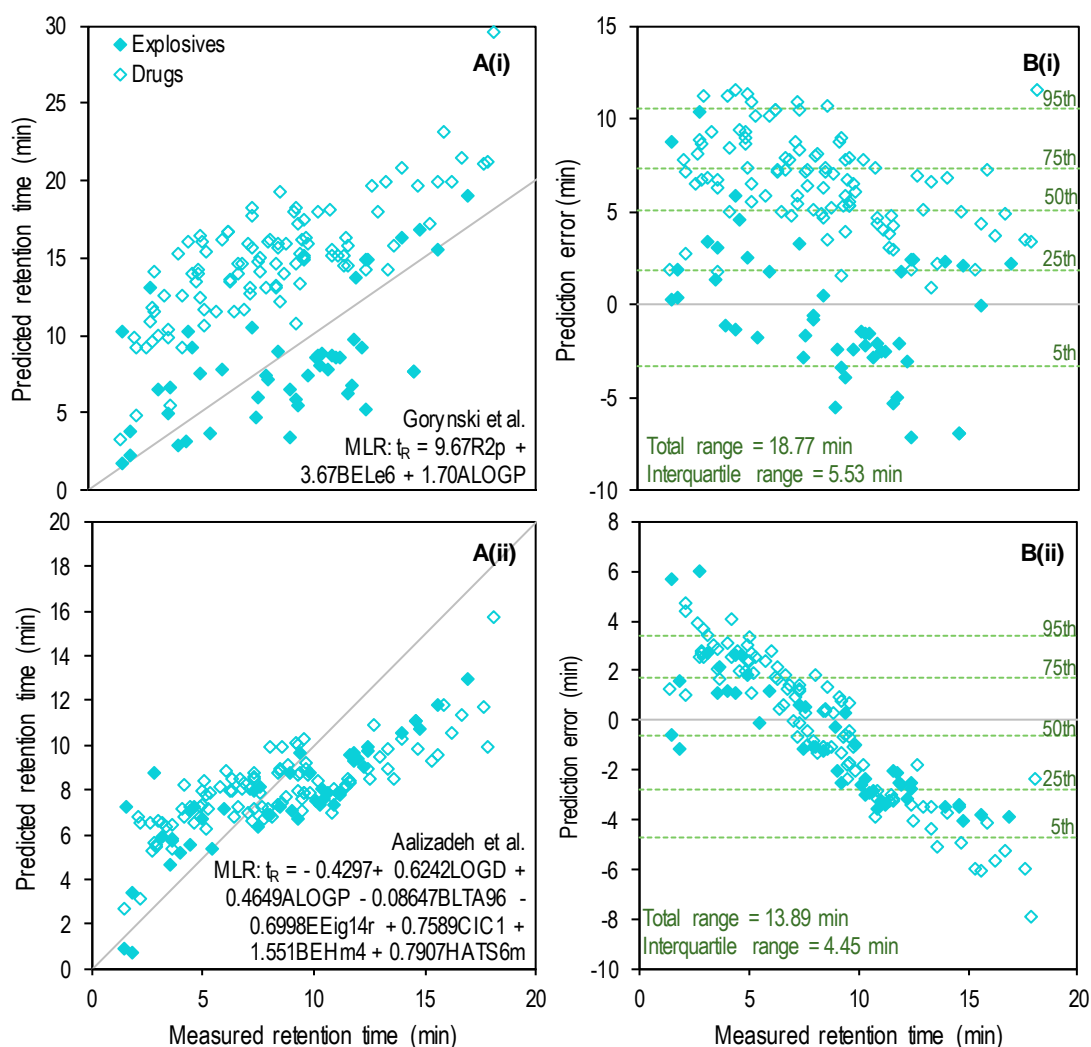 30
25
20
15
10
5
0
Predicted retention time (min)
Explosives
Drugs
A(i)
Gorynski et al.
MLR: tR = 9.67R2p +
3.67BELe6 + 1.70ALOGP
15
10
5
0
-5
-10
Prediction error (min)
B(i)
95th
75th
50th
25th
5th
Total range = 18.77 min
Interquartile range = 5.53 min
20
18
16
14
12
10
8
6
4
2
0
Predicted retention time (min)
A(ii)
Aalizadeh et al.
MLR: tR = - 0.4297+ 0.6242LOGD +
0.4649ALOGP - 0.08647BLTA96 -
0.6998EEig14r + 0.7589CIC1 +
1.551BEHm4 + 0.7907HATS6m
0 5 10 15 20
Measured retention time (min)
8
6
4
2
0
-2
-4
-6
-8
-10
Prediction error (min)
B(ii)
95th
75th
50th
25th
5th
Total range = 13.89 min
Interquartile range = 4.45 min
0 5 10 15 20
Measured retention time (min)